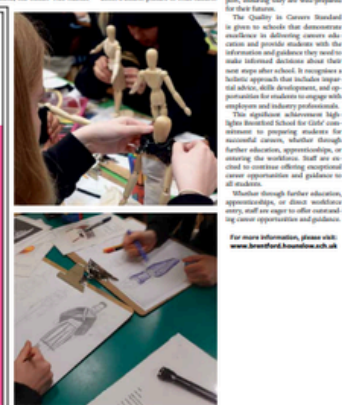 for their futures.
The Quality in Careers Standard
is given to schools that demonstrate
excellence in delivering careers edu-
cation and provide students with the
information and guidance they need to
make informed decisions about their
next steps after school. It recognises a
holistic approach that includes impar-
tial advice, skills development, and op-
portunities for students to engage with
employers and industry professionals.
This significant achievement high-
lights Brentford School for Girls' com-
mitment to preparing students for
successful careers, whether through
further education, apprenticeships, or
entering the workforce. Staff are ex-
cited to continue offering exceptional
career opportunities and guidance to
all students.
Whether through further education,
apprenticeships, or direct workforce
entry, staff are eager to offer outstand-
ing career opportunities and guidance.
For more information, please visit:
www.brentford.hounslow.sch.uk